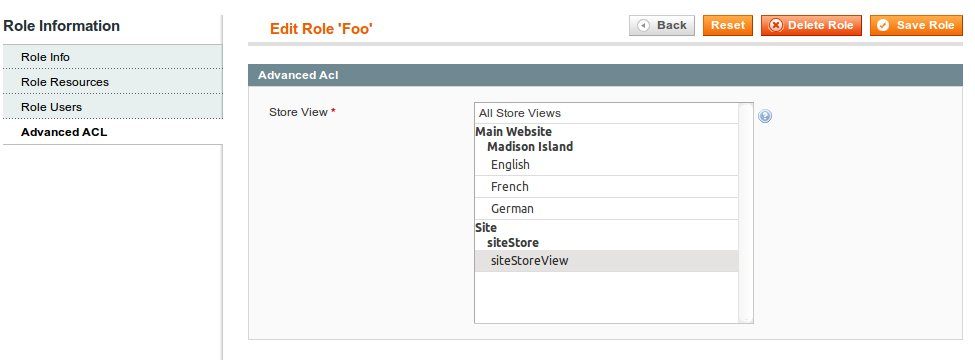 Role Information
Role Info
Role Resources
Role Users
Advanced ACL
Edit Role 'Foo'
Back
Reset
Delete Role
Save Role
Advanced Acl
Store View *
All Store Views
Main Website
Madison Island
English
French
German
Site
siteStore
siteStoreView
?